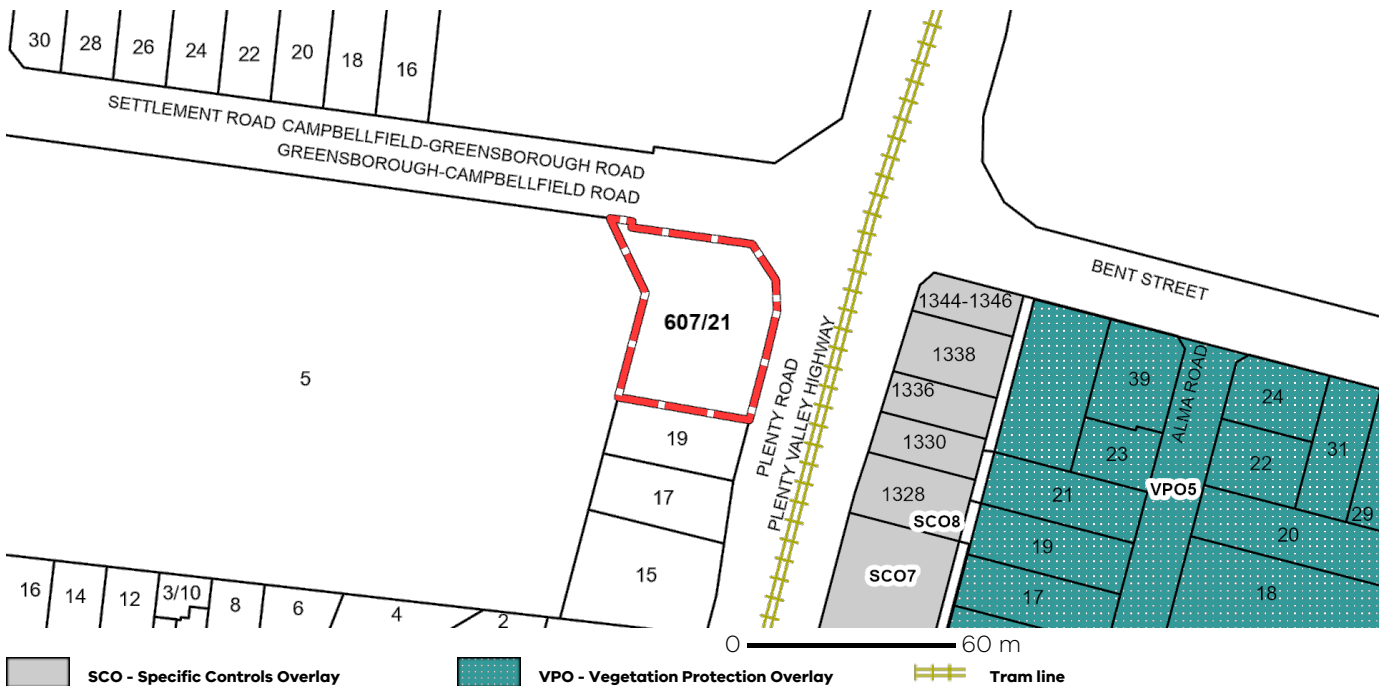 30
28
26
24
22
20
18
16
SETTLEMENT ROAD CAMPBELLFIELD-GREENSBOROUGH ROAD
GREENSBOROUGH-CAMPBELLFIELD ROAD
BENT STREET
607/21
5
19
17
15
PLENTY ROAD
PLENTY VALLEY HIGHWAY
1344-1346
1338
1336
1330
1328
SCO8
SCO7
39
ALMA ROAD
24
23
22
31
21
VPO5
29
19
20
17
18
16
14
12
3/10
8
6
4
2
0 60 m
SCO - Specific Controls Overlay
VPO - Vegetation Protection Overlay
Tram line